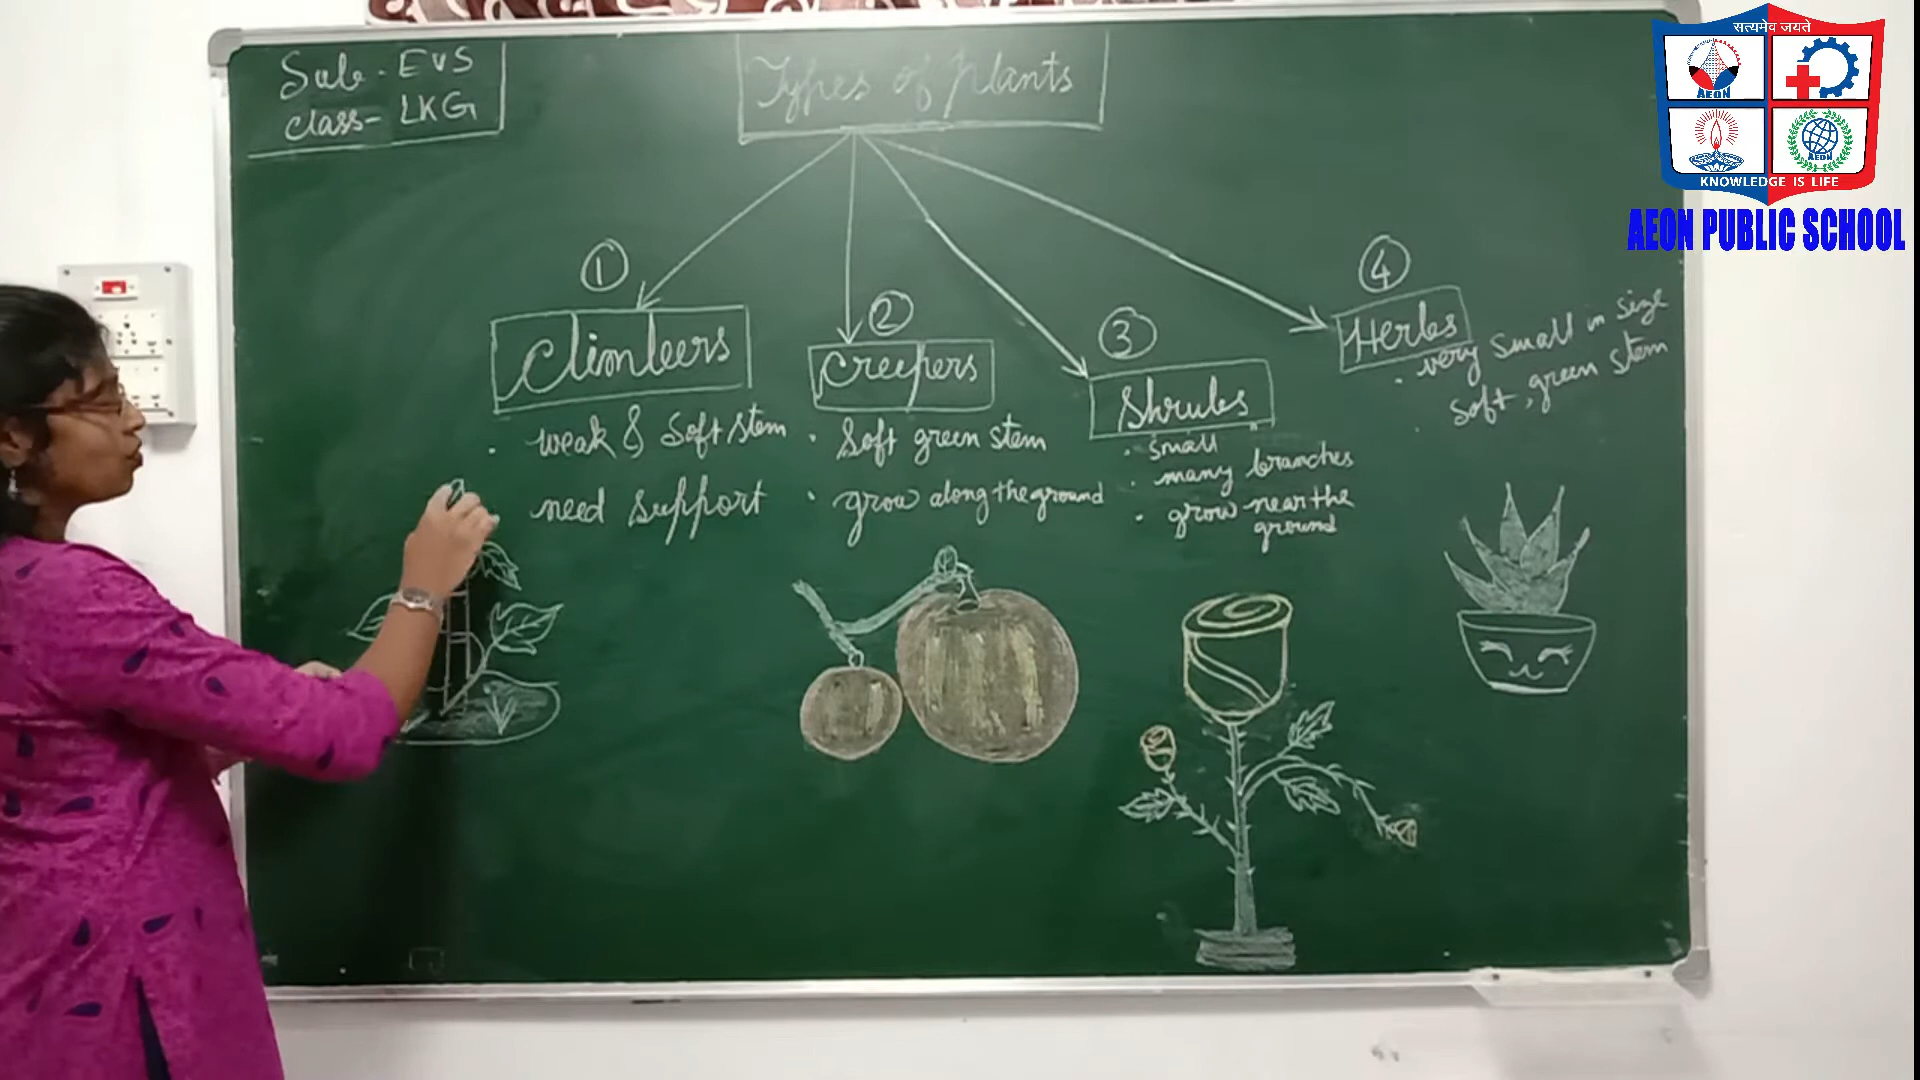 Sub - EVS
Class - LKG
Types of Plants
1
Climbers
• weak & Soft stem
need support
2
Creepers
• Soft green stem
• grow along the ground
3
Shrubs
• small
• many branches
• grow near the
ground
4
Herbs
• very small in size
Soft, green stem
सत्यमेव जयते
AEON
AEON
KNOWLEDGE IS LIFE
AEON PUBLIC SCHOOL